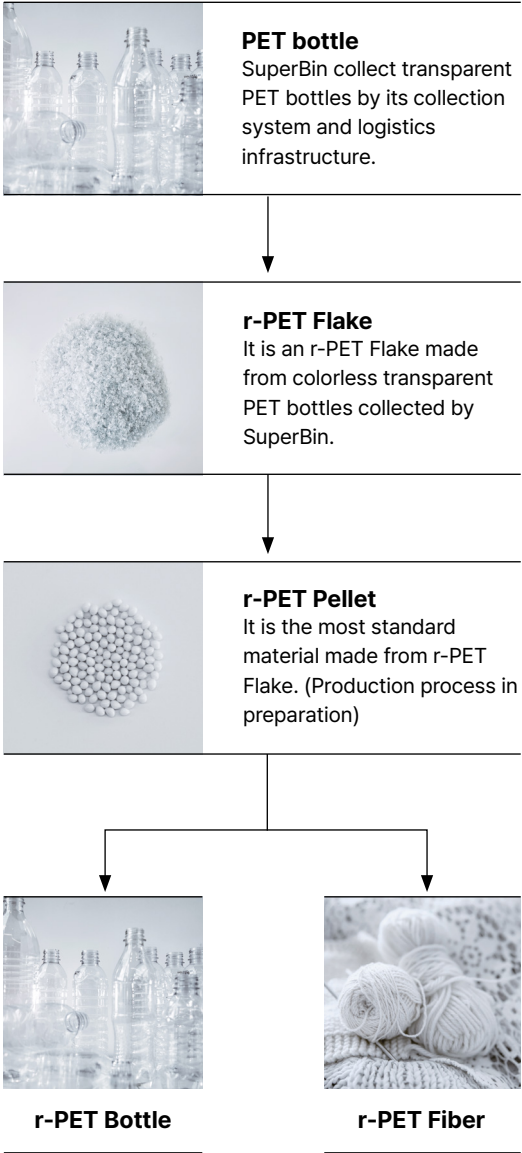 PET bottle
SuperBin collect transparent
PET bottles by its collection
system and logistics
infrastructure.
r-PET Flake
It is an r-PET Flake made
from colorless transparent
PET bottles collected by
SuperBin.
r-PET Pellet
It is the most standard
material made from r-PET
Flake. (Production process in
preparation)
r-PET Bottle
r-PET Fiber